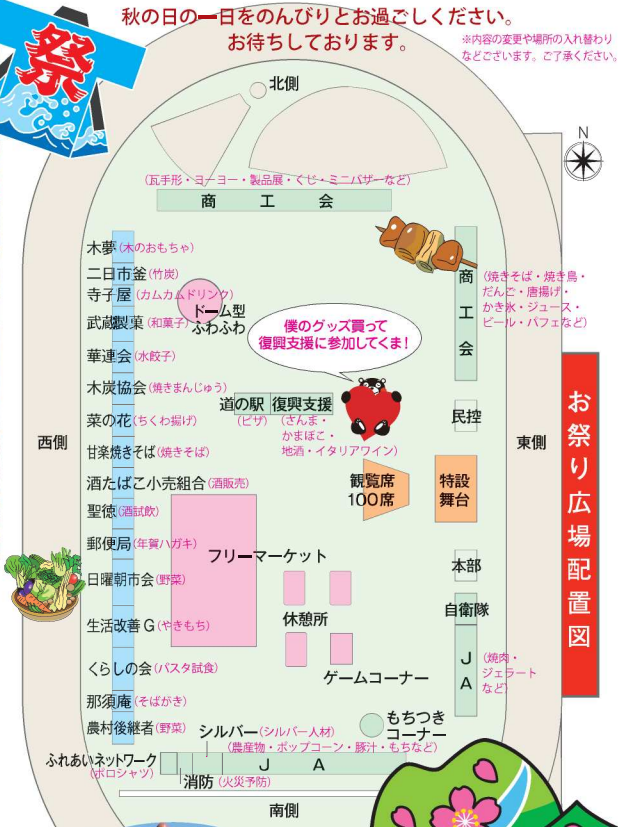 秋の日の一日をのんびりとお過ごしください。
お待ちしております。
※内容の変更や場所の入れ替わり
などございます。ご了承ください。
祭
北側
N
（瓦手形・ヨーヨー・製品展・くじ・ミニバザーなど）
商工会
木夢（木のおもちゃ）
二日市釜（竹炭）
寺子屋（カムカムドリンク）
武蔵製菓（和菓子）
華連会（水餃子）
木炭協会（焼きまんじゅう）
菜の花（ちくわ揚げ）
甘楽焼きそば（焼きそば）
酒たばこ小売組合（酒販売）
聖徳（酒試飲）
郵便局（年賀ハガキ）
日曜朝市会（野菜）
生活改善G（やきもち）
くらしの会（パスタ試食）
那須庵（そばがき）
農村後継者（野菜）
ドーム型
ふわふわ
僕のグッズ買って
復興支援に参加してくま！
道の駅
（ピザ）
復興支援
（さんま・
かまぼこ・
地酒・イタリアワイン）
商工会
（焼きそば・焼き鳥・
だんご・唐揚げ・
かき氷・ジュース・
ビール・パフェなど）
民控
西側
東側
お祭り広場配置図
観覧席
100席
特設
舞台
フリーマーケット
本部
休憩所
自衛隊
JA
（焼肉・
ジェラート
など）
ゲームコーナー
もちつき
コーナー
シルバー（シルバー人材）
（農産物・ポップコーン・豚汁・もちなど）
ふれあいネットワーク
（ポロシャツ）
JA
消防（火災予防）
南側